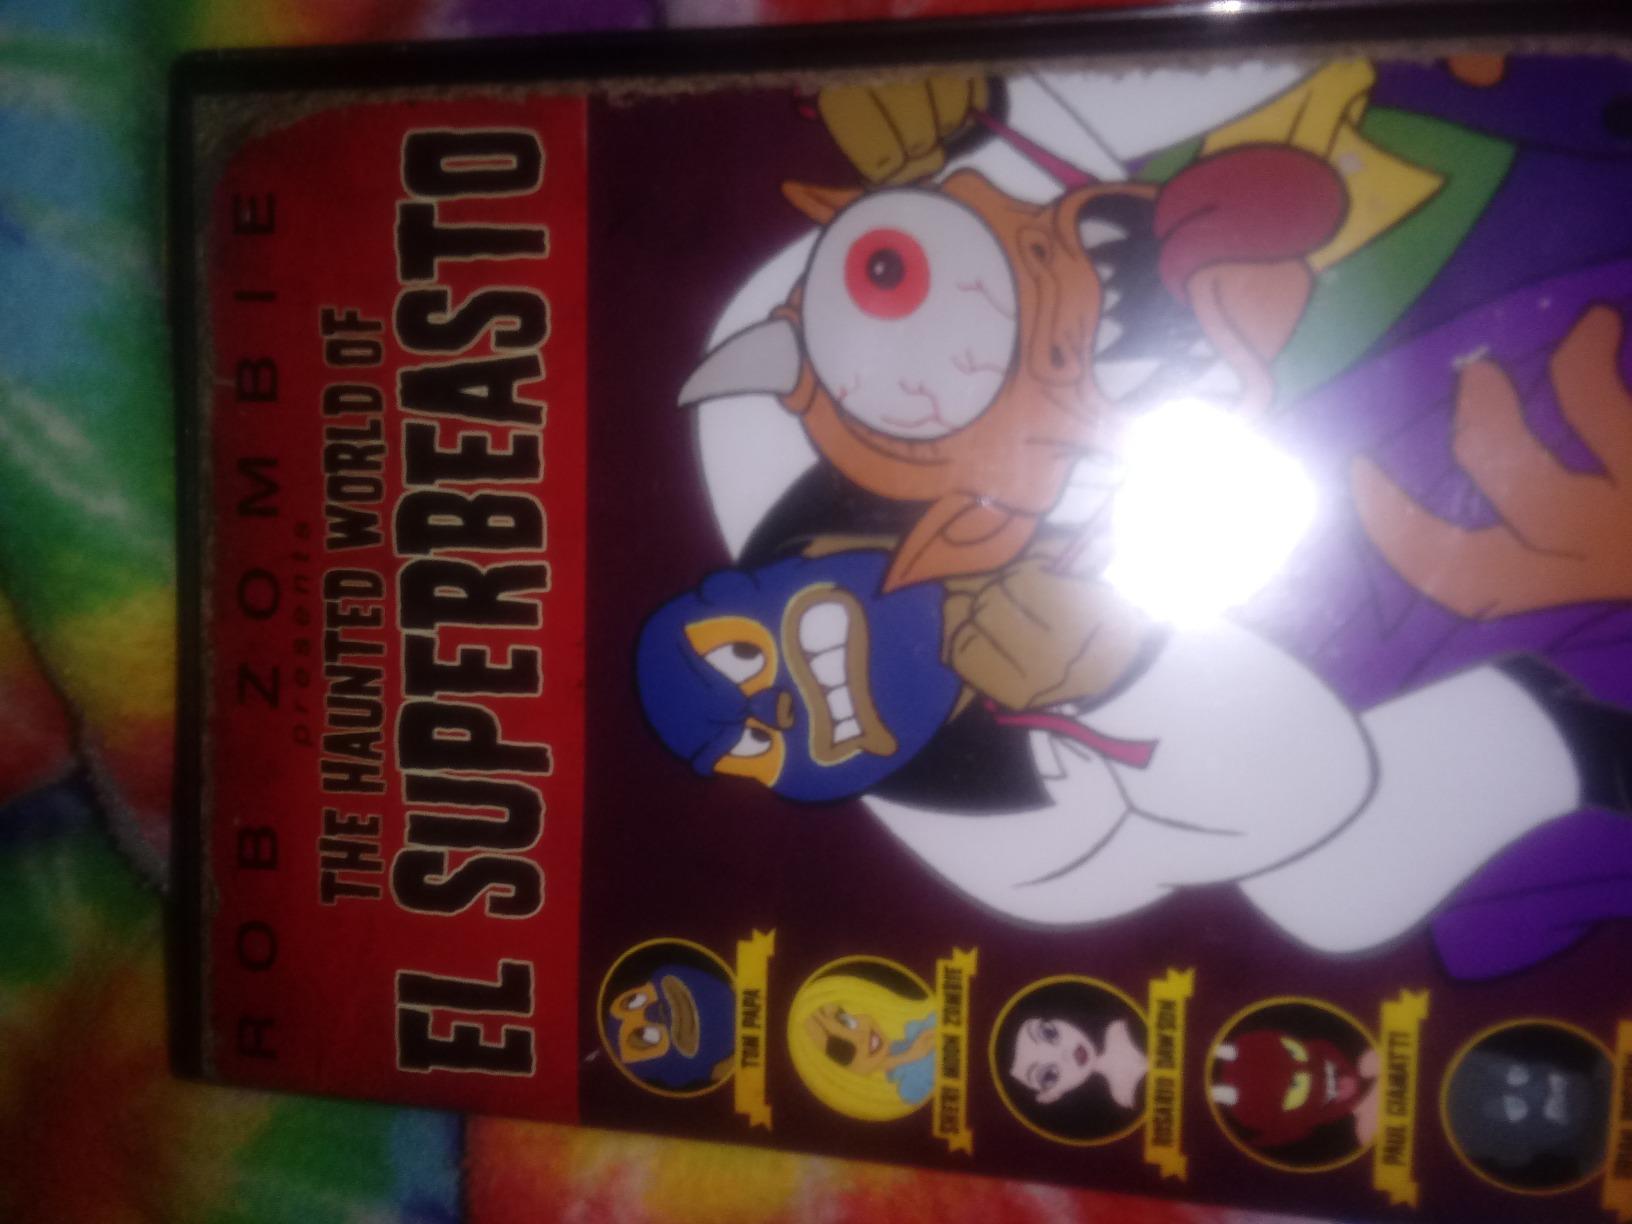 ROB ZOMBIE
presents
THE HAUNTED WORLD OF
EL SUPERBEASTO
TOM PAPA
SHERI MOON ZOMBIE
ROSARIO DAWSON
PAUL GIAMATTI